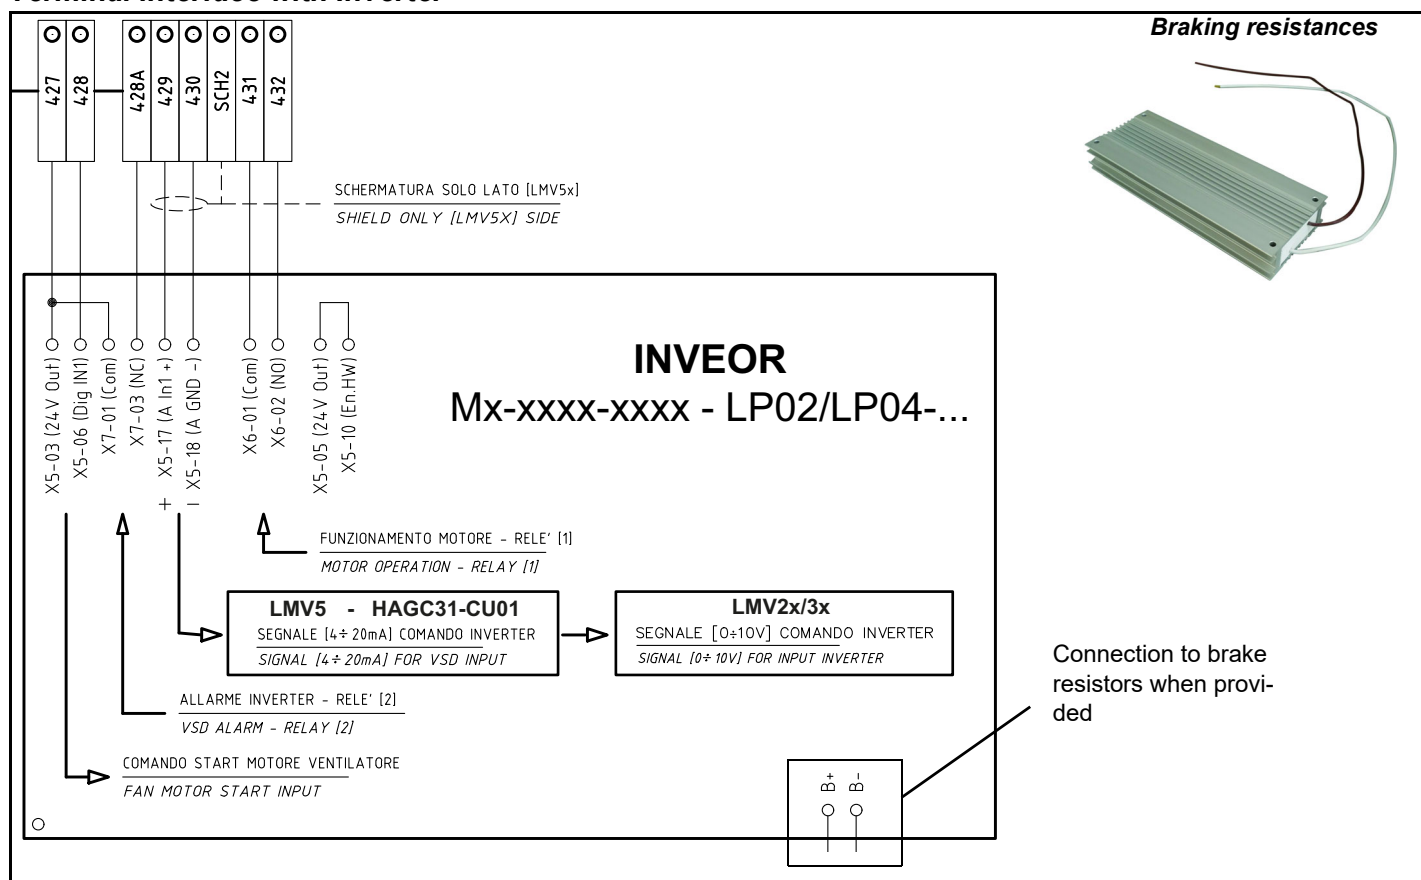 Terminal interface with inverter
Braking resistances
427
428
428A
429
430
SCH2
431
432
SCHERMATURA SOLO LATO [LMV5x]
SHIELD ONLY [LMV5X] SIDE
X5-03 (24V Out)
X5-06 (Dig IN1)
X7-01 (Com)
X7-03 (NC)
+ X5-17 (A In1 +)
- X5-18 (A GND -)
X6-01 (Com)
X6-02 (NO)
X5-05 (24V Out)
X5-10 (En.HW)
INVEOR
Mx-xxxx-xxxx - LP02/LP04-...
FUNZIONAMENTO MOTORE - RELE' [1]
MOTOR OPERATION - RELAY [1]
LMV5 - HAGC31-CU01
SEGNALE [4÷20mA] COMANDO INVERTER
SIGNAL [4÷20mA] FOR VSD INPUT
LMV2x/3x
SEGNALE [0÷10V] COMANDO INVERTER
SIGNAL [0÷10V] FOR INPUT INVERTER
Connection to brake
resistors when provi-
ded
ALLARME INVERTER - RELE' [2]
VSD ALARM - RELAY [2]
COMANDO START MOTORE VENTILATORE
FAN MOTOR START INPUT
B+
B-